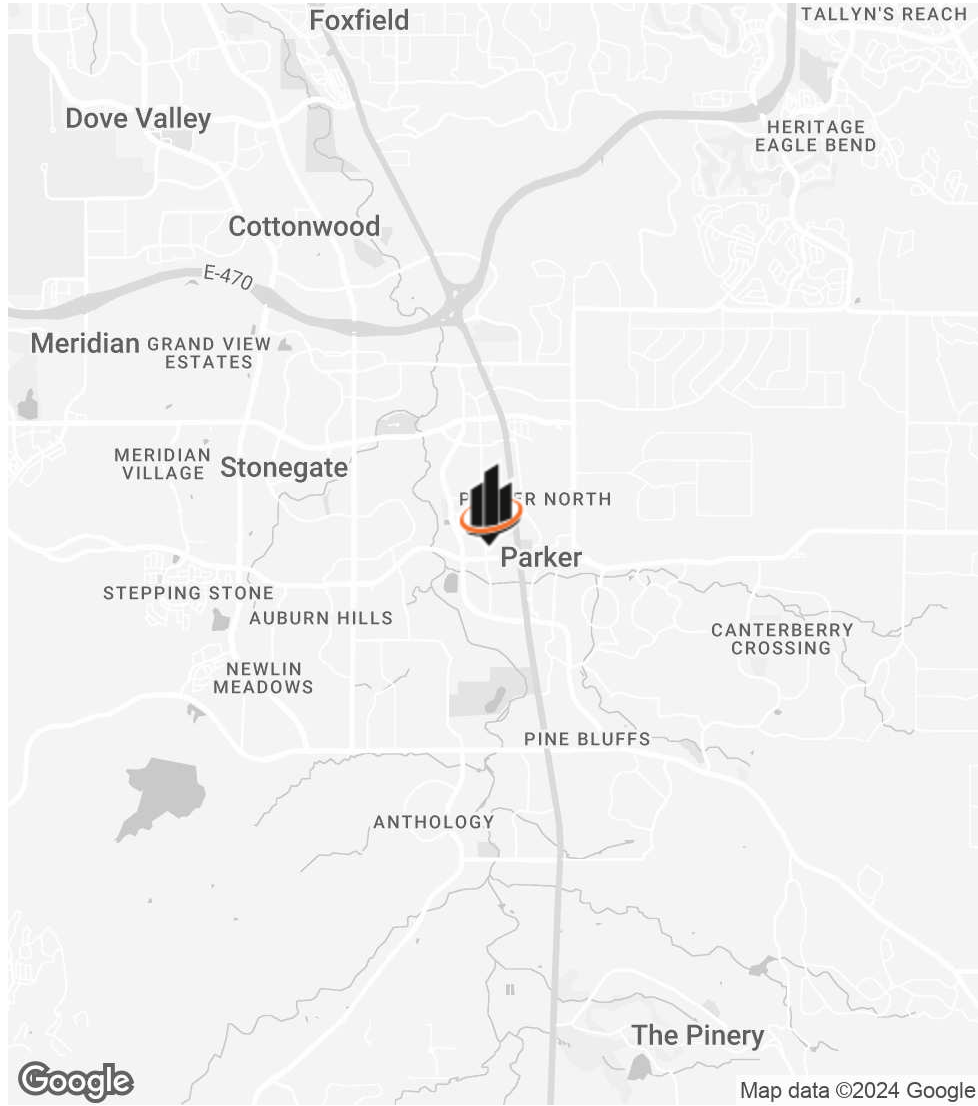 Foxfield
TALLYN'S REACH
Dove Valley
HERITAGE
EAGLE BEND
Cottonwood
E-470
Meridian
GRAND VIEW
ESTATES
MERIDIAN
VILLAGE
Stonegate
P ER NORTH
Parker
STEPPING STONE
AUBURN HILLS
CANTERBERRY
CROSSING
NEWLIN
MEADOWS
PINE BLUFFS
ANTHOLOGY
The Pinery
Google
Map data ©2024 Google